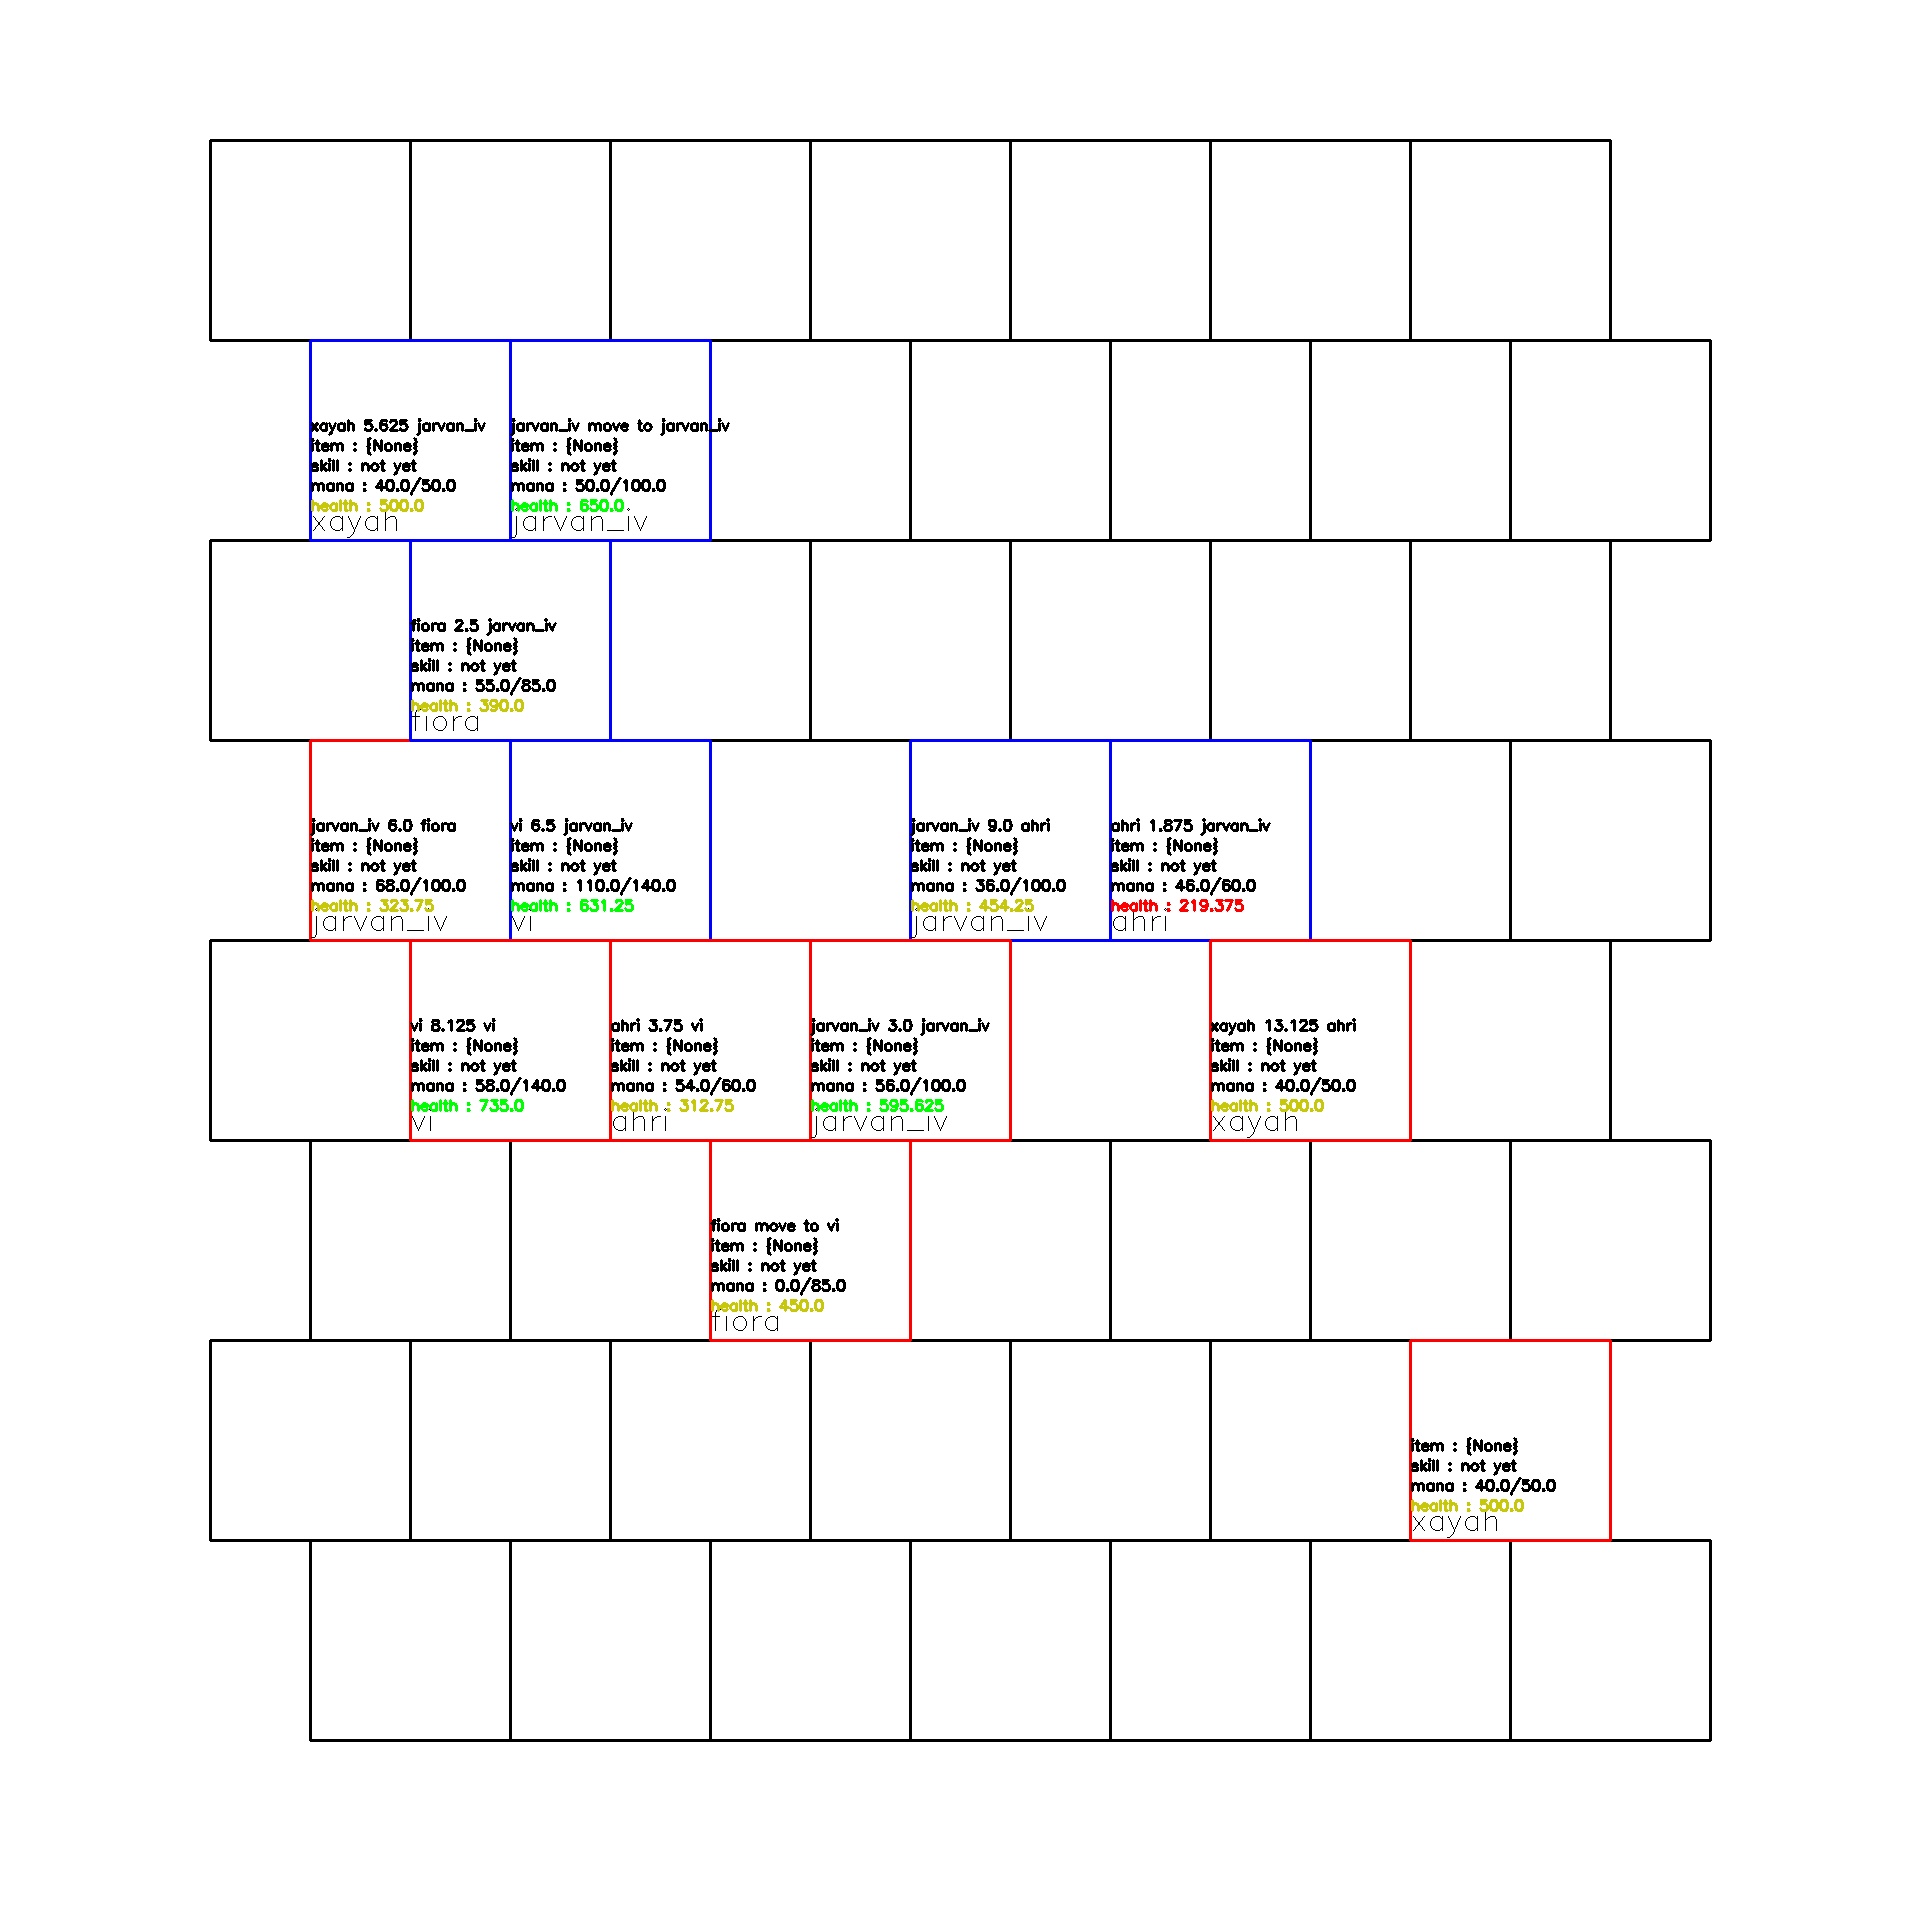 xayah 5.625 jarvan_iv
item : {None}
skill : not yet
mana : 40.0/50.0
health : 500.0
xayah
jarvan_iv move to jarvan_iv
item : {None}
skill : not yet
mana : 50.0/100.0
health : 650.0
jarvan_iv
fiora 2.5 jarvan_iv
item : {None}
skill : not yet
mana : 55.0/85.0
health : 390.0
fiora
jarvan_iv 6.0 fiora
item : {None}
skill : not yet
mana : 68.0/100.0
health : 323.75
jarvan_iv
vi 6.5 jarvan_iv
item : {None}
skill : not yet
mana : 110.0/140.0
health : 631.25
vi
jarvan_iv 9.0 ahri
item : {None}
skill : not yet
mana : 36.0/100.0
health : 454.25
jarvan_iv
ahri 1.875 jarvan_iv
item : {None}
skill : not yet
mana : 46.0/60.0
health : 219.375
ahri
vi 8.125 vi
item : {None}
skill : not yet
mana : 58.0/140.0
health : 735.0
vi
ahri 3.75 vi
item : {None}
skill : not yet
mana : 54.0/60.0
health : 312.75
ahri
jarvan_iv 3.0 jarvan_iv
item : {None}
skill : not yet
mana : 56.0/100.0
health : 595.625
jarvan_iv
xayah 13.125 ahri
item : {None}
skill : not yet
mana : 40.0/50.0
health : 500.0
xayah
fiora move to vi
item : {None}
skill : not yet
mana : 0.0/85.0
health : 450.0
fiora
item : {None}
skill : not yet
mana : 40.0/50.0
health : 500.0
xayah